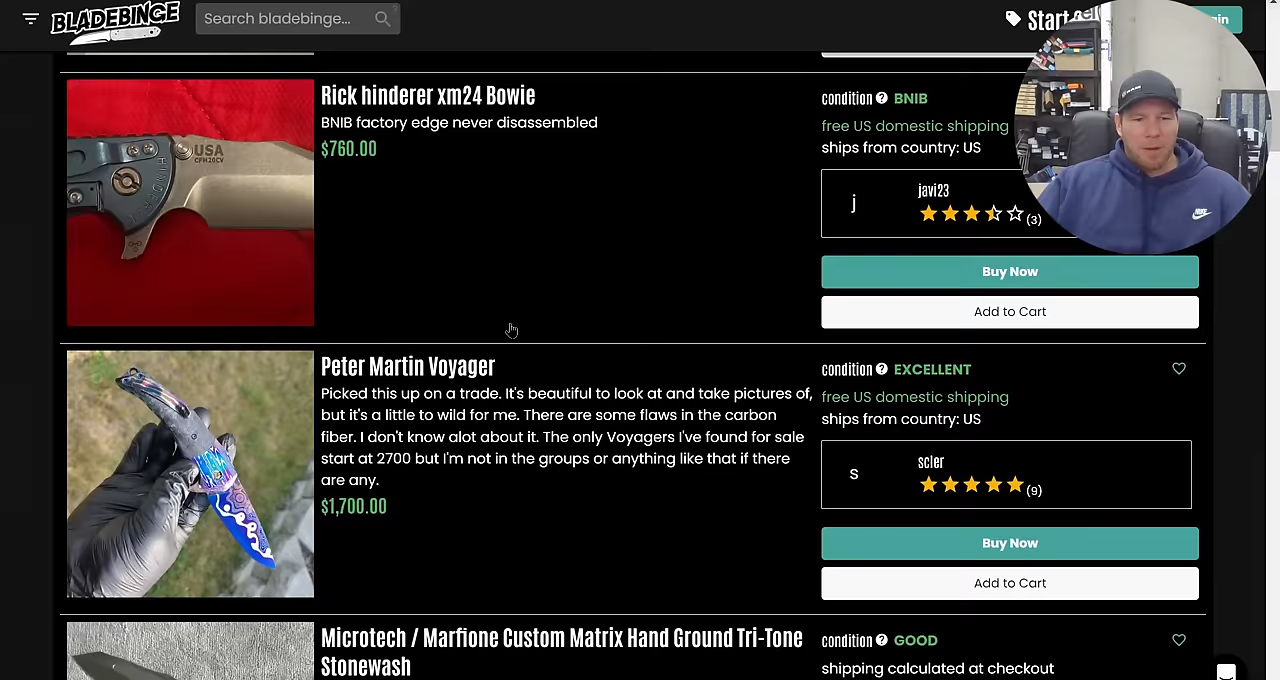 BLADEBINGE
Search bladebinge...
Start
Rick hinderer xm24 Bowie
BNIB factory edge never disassembled
$760.00
USA
CPM20CV
condition ? BNIB
free US domestic shipping
ships from country: US
j
javi23
(3)
Buy Now
Add to Cart
Peter Martin Voyager
Picked this up on a trade. It's beautiful to look at and take pictures of,
but it's a little to wild for me. There are some flaws in the carbon
fiber. I don't know alot about it. The only Voyagers I've found for sale
start at 2700 but I'm not in the groups or anything like that if there
are any.
$1,700.00
condition ? EXCELLENT
free US domestic shipping
ships from country: US
s
scler
(9)
Buy Now
Add to Cart
Microtech / Marfione Custom Matrix Hand Ground Tri-Tone
Stonewash
condition ? GOOD
shipping calculated at checkout